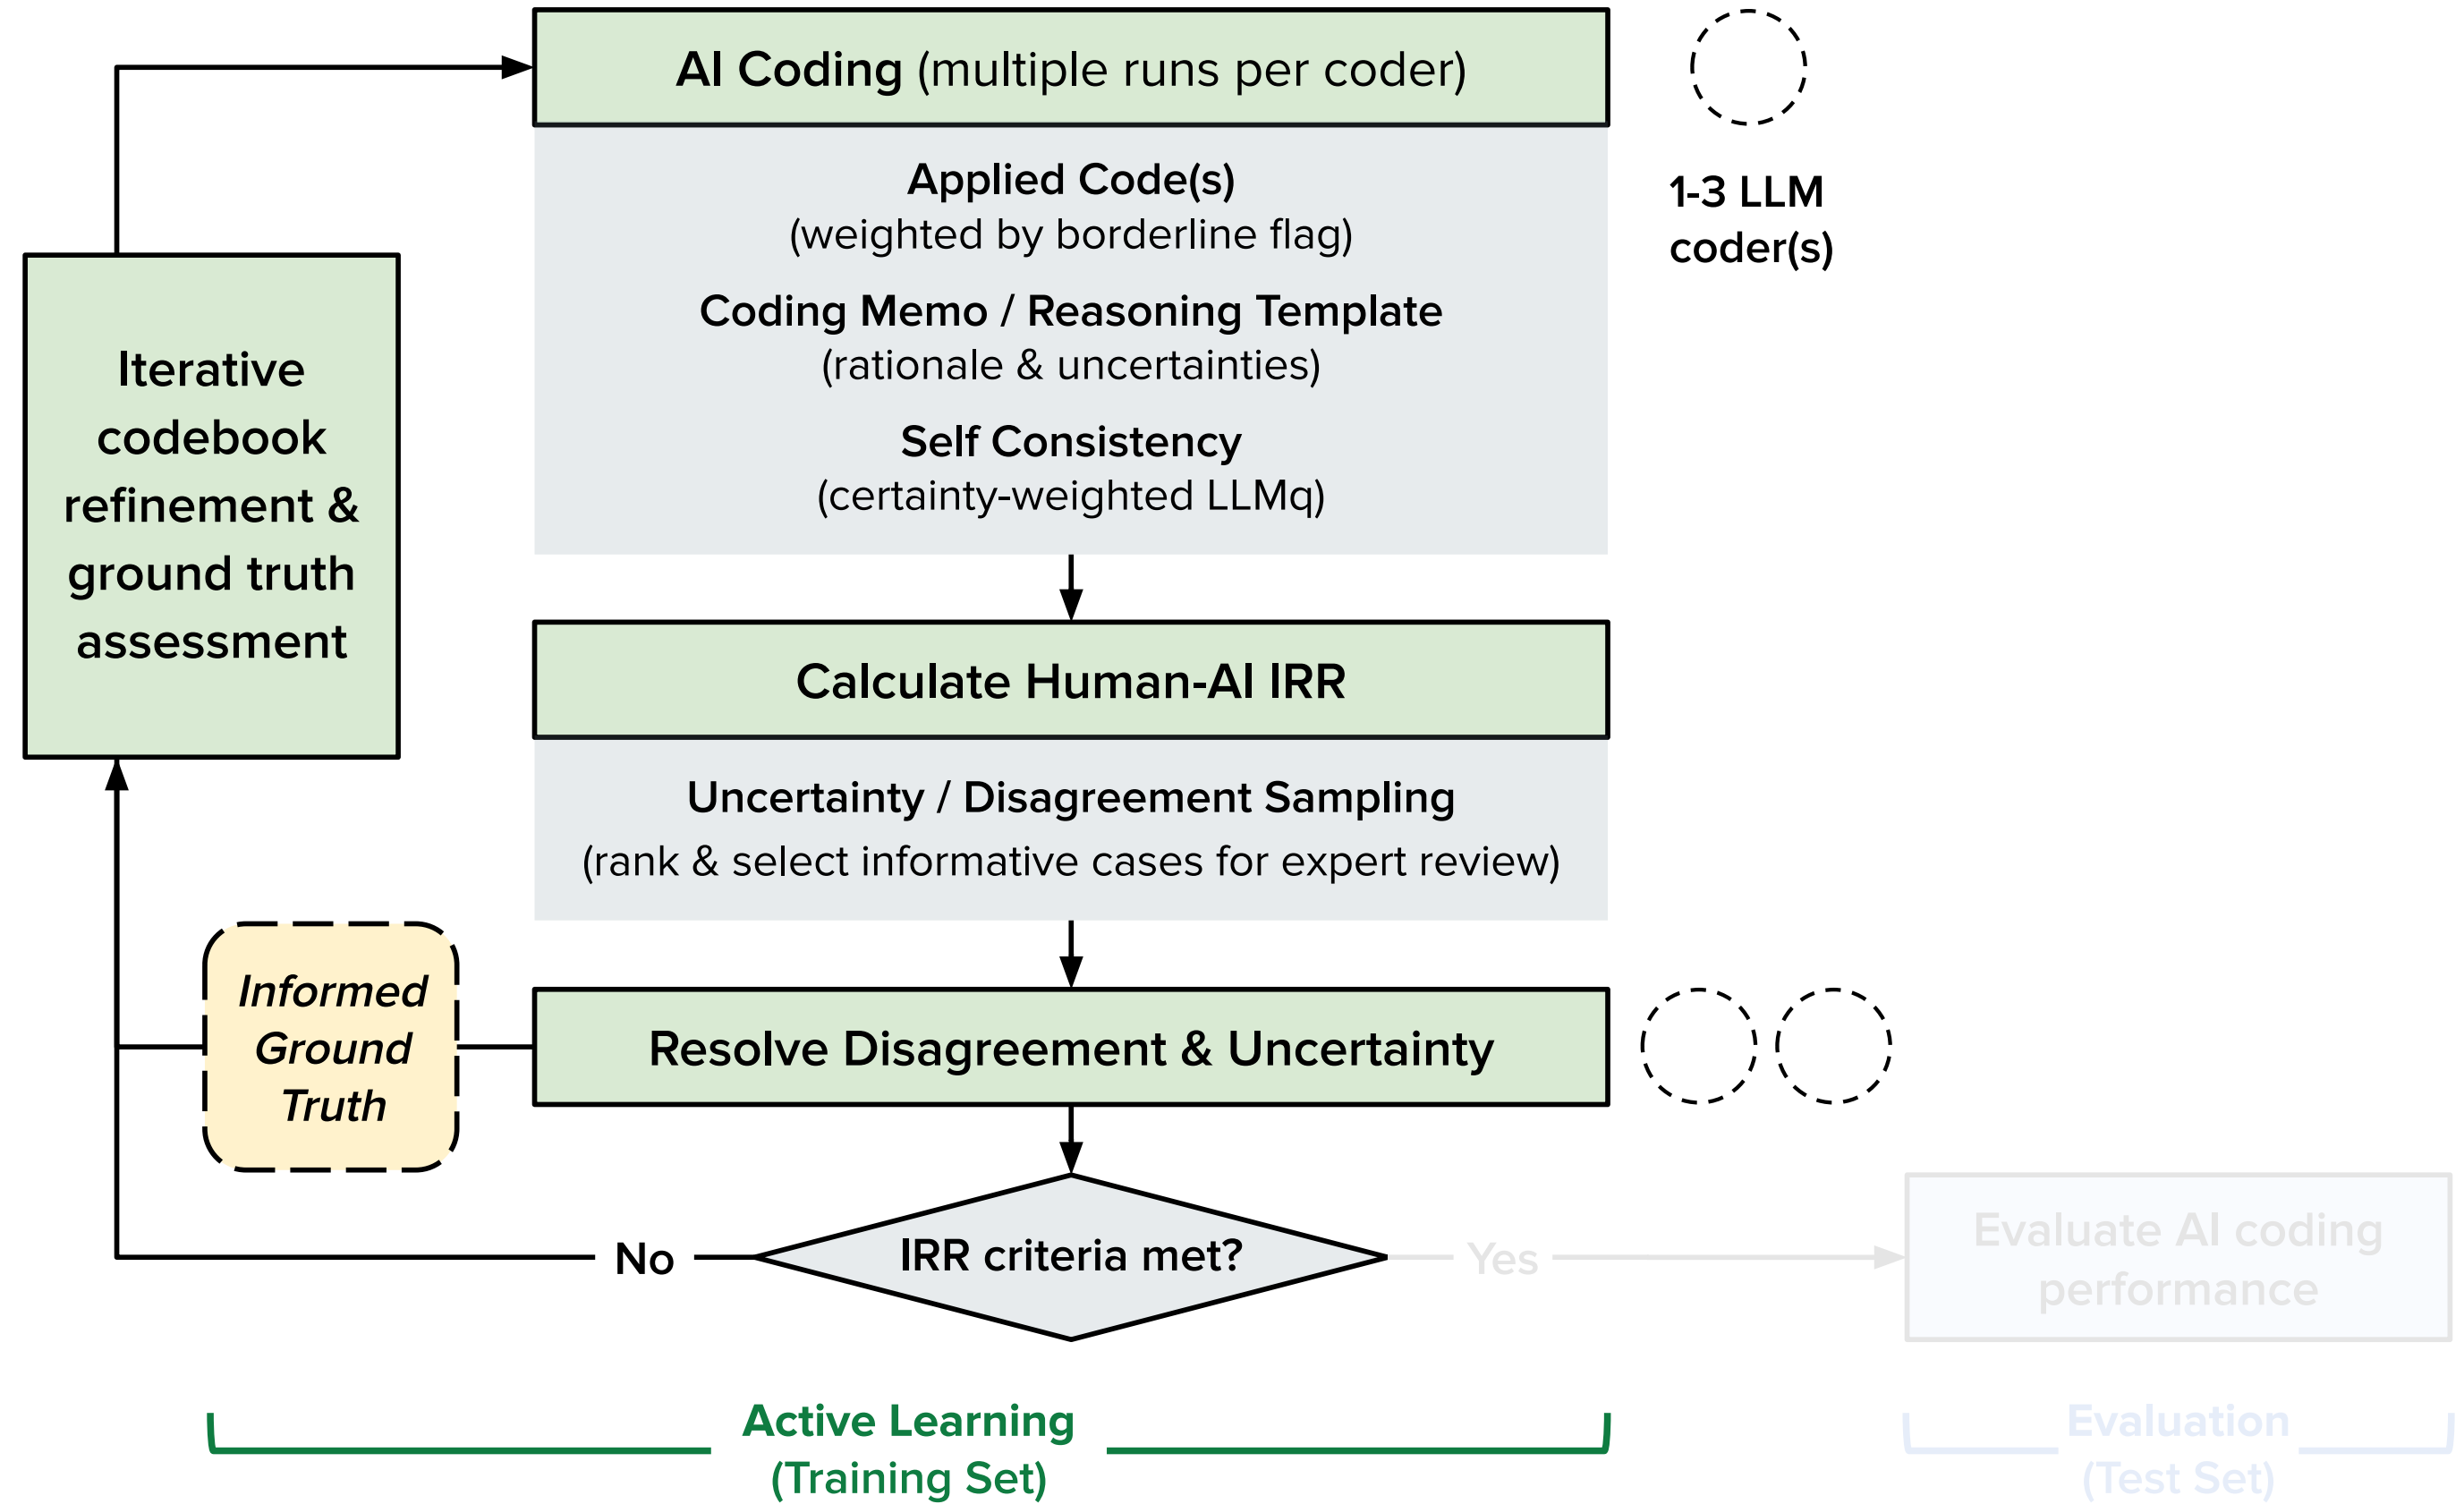 AI Coding (multiple runs per coder)
Applied Code(s)
(weighted by borderline flag)
Coding Memo / Reasoning Template
(rationale & uncertainties)
Self Consistency
(certainty-weighted LLMq)
1-3 LLM
coder(s)
Iterative
codebook
refinement &
ground truth
assessment
Calculate Human-AI IRR
Uncertainty / Disagreement Sampling
(rank & select informative cases for expert review)
Informed
Ground
Truth
Resolve Disagreement & Uncertainty
No
IRR criteria met?
Yes
Evaluate AI coding
performance
Active Learning
(Training Set)
Evaluation
(Test Set)